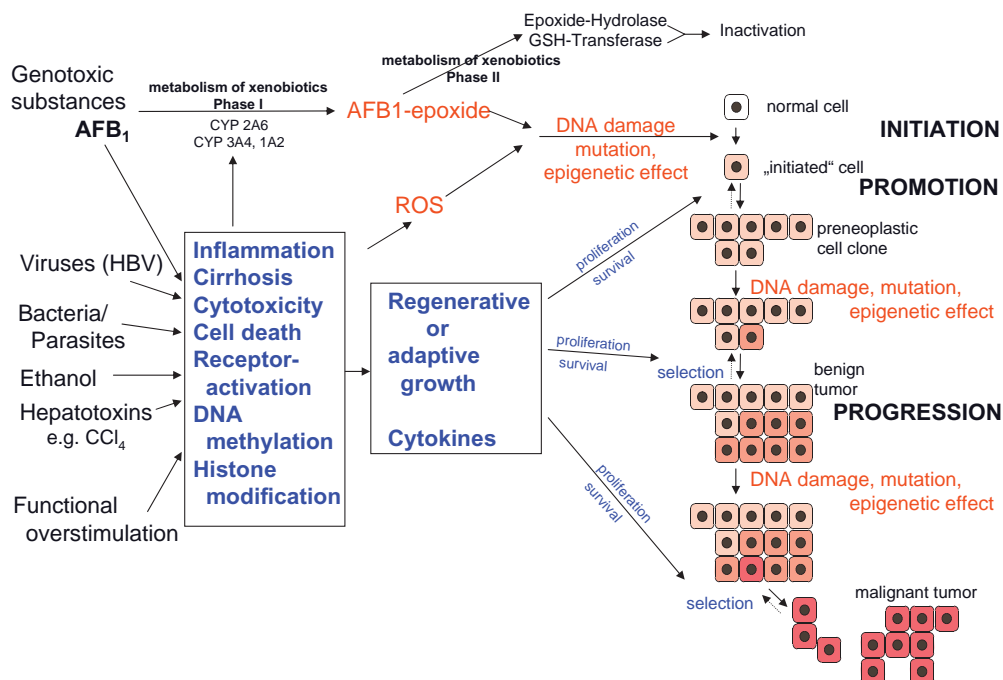 Epoxide-Hydrolase
GSH-Transferase
Inactivation
metabolism of xenobiotics
Phase II
Genotoxic
substances
AFB1
metabolism of xenobiotics
Phase I
CYP 2A6
CYP 3A4, 1A2
AFB1-epoxide
DNA damage
mutation,
epigenetic effect
ROS
normal cell
INITIATION
„initiated“ cell
PROMOTION
preneoplastic
cell clone
Viruses (HBV)
Bacteria/
Parasites
Ethanol
Hepatotoxins
e.g. CCl4
Functional
overstimulation
Inflammation
Cirrhosis
Cytotoxicity
Cell death
Receptor-
activation
DNA
methylation
Histone
modification
Regenerative
or
adaptive
growth
Cytokines
proliferation
survival
proliferation
survival
proliferation
survival
DNA damage, mutation,
epigenetic effect
selection
benign
tumor
PROGRESSION
DNA damage, mutation,
epigenetic effect
selection
malignant tumor